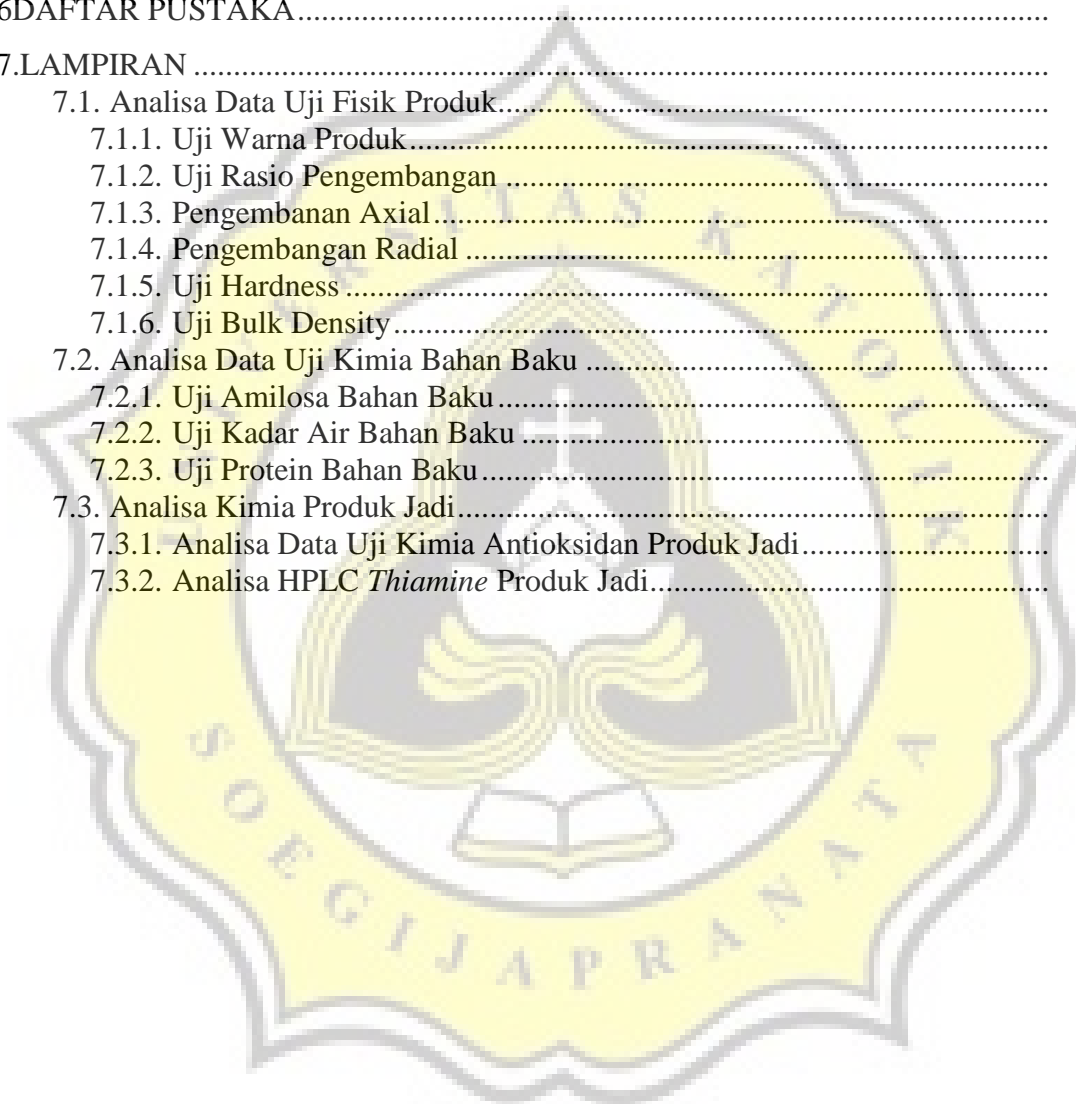 6DAFTAR PUSTAKA................................................................................................
7.LAMPIRAN .............................................................................................................
7.1. Analisa Data Uji Fisik Produk......................................................................
7.1.1. Uji Warna Produk.................................................................................
7.1.2. Uji Rasio Pengembangan ......................................................................
7.1.3. Pengembanan Axial..............................................................................
7.1.4. Pengembangan Radial ..........................................................................
7.1.5. Uji Hardness .........................................................................................
7.1.6. Uji Bulk Density...................................................................................
7.2. Analisa Data Uji Kimia Bahan Baku ...........................................................
7.2.1. Uji Amilosa Bahan Baku......................................................................
7.2.2. Uji Kadar Air Bahan Baku ...................................................................
7.2.3. Uji Protein Bahan Baku........................................................................
7.3. Analisa Kimia Produk Jadi...........................................................................
7.3.1. Analisa Data Uji Kimia Antioksidan Produk Jadi...............................
7.3.2. Analisa HPLC Thiamine Produk Jadi..................................................
UNIVERSITAS KATOLIK
SOEGIJAPRANATA